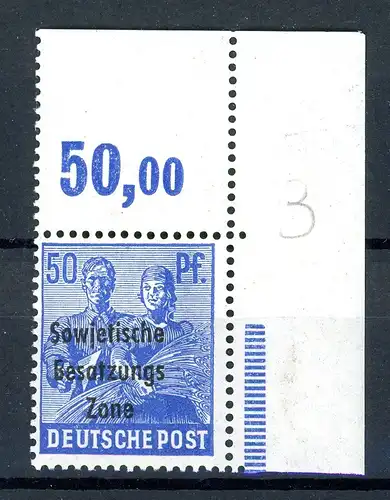 50,00
3
50 Pf.
Sowjetische
Besatzungs
Zone
DEUTSCHE POST